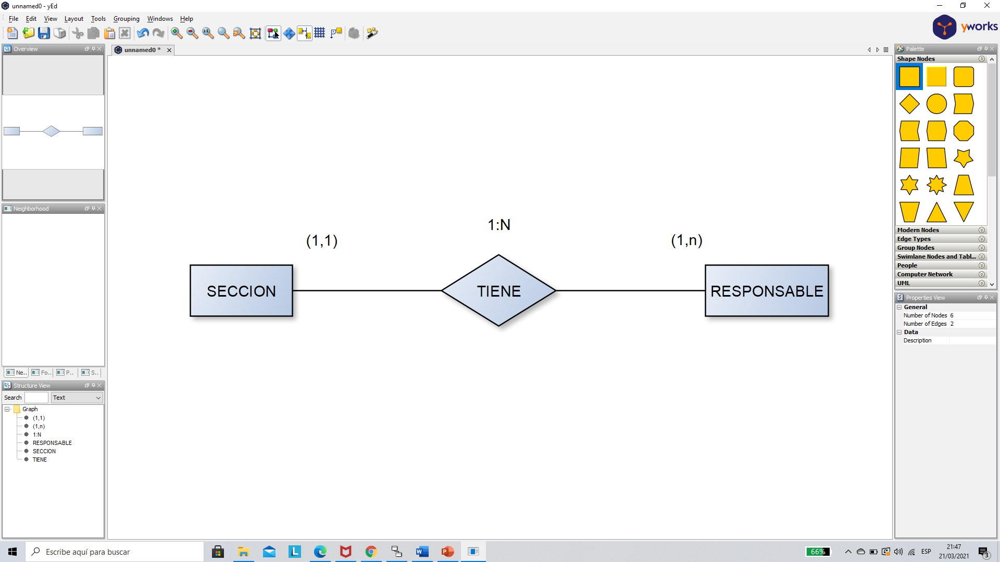 unnamed0 - yEd
File Edit View Layout Tools Grouping Windows Help
yworks
Overview
unnamed0 *
Palette
Shape Nodes
1:N
(1,1)
(1,n)
SECCION
TIENE
RESPONSABLE
Neighborhood
Ne.. Fo.. P.. S..
Structure View
Search Text
Graph
(1,1)
(1,n)
1:N
RESPONSABLE
SECCION
TIENE
Modern Nodes
Edge Types
Group Nodes
Swimlane Nodes and Tabl...
People
Computer Network
UML
Properties View
General
Number of Nodes 6
Number of Edges 2
Data
Description
Escribe aquí para buscar
66%
ESP
21:47
21/03/2021
3